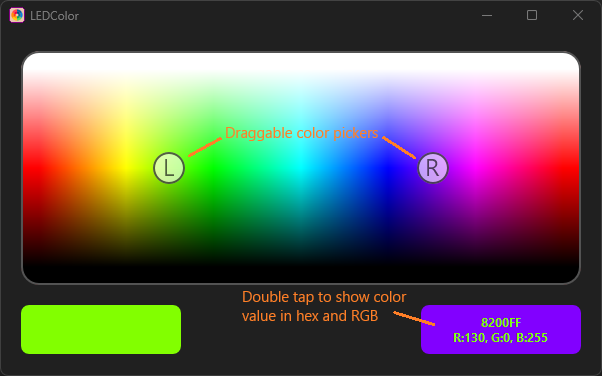 LEDColor
Draggable color pickers
L
R
Double tap to show color
value in hex and RGB
8200FF
R:130, G:0, B:255